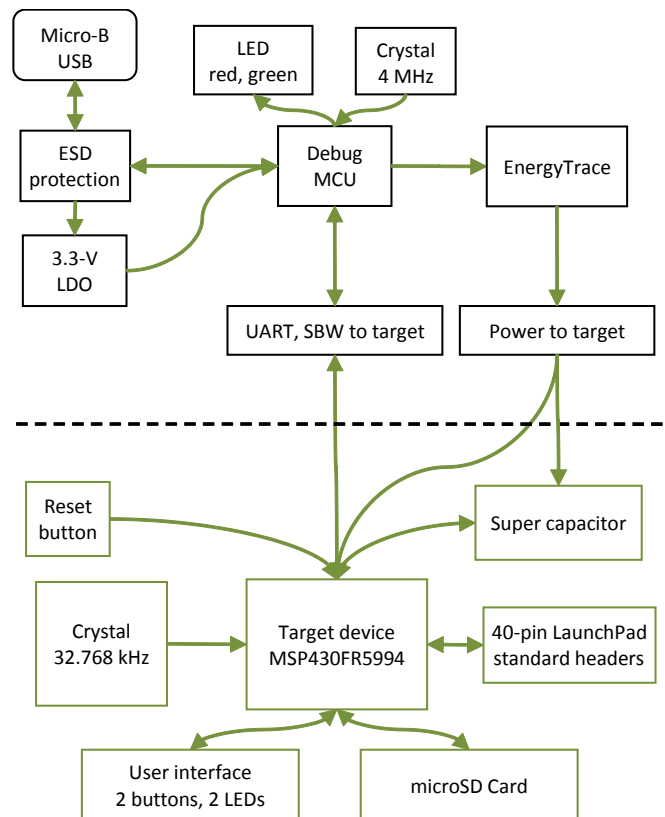 Micro-B
USB
LED
red, green
Crystal
4 MHz
ESD
protection
Debug
MCU
EnergyTrace
3.3-V
LDO
UART, SBW to target
Power to target
Reset
button
Super capacitor
Crystal
32.768 kHz
Target device
MSP430FR5994
40-pin LaunchPad
standard headers
User interface
2 buttons, 2 LEDs
microSD Card